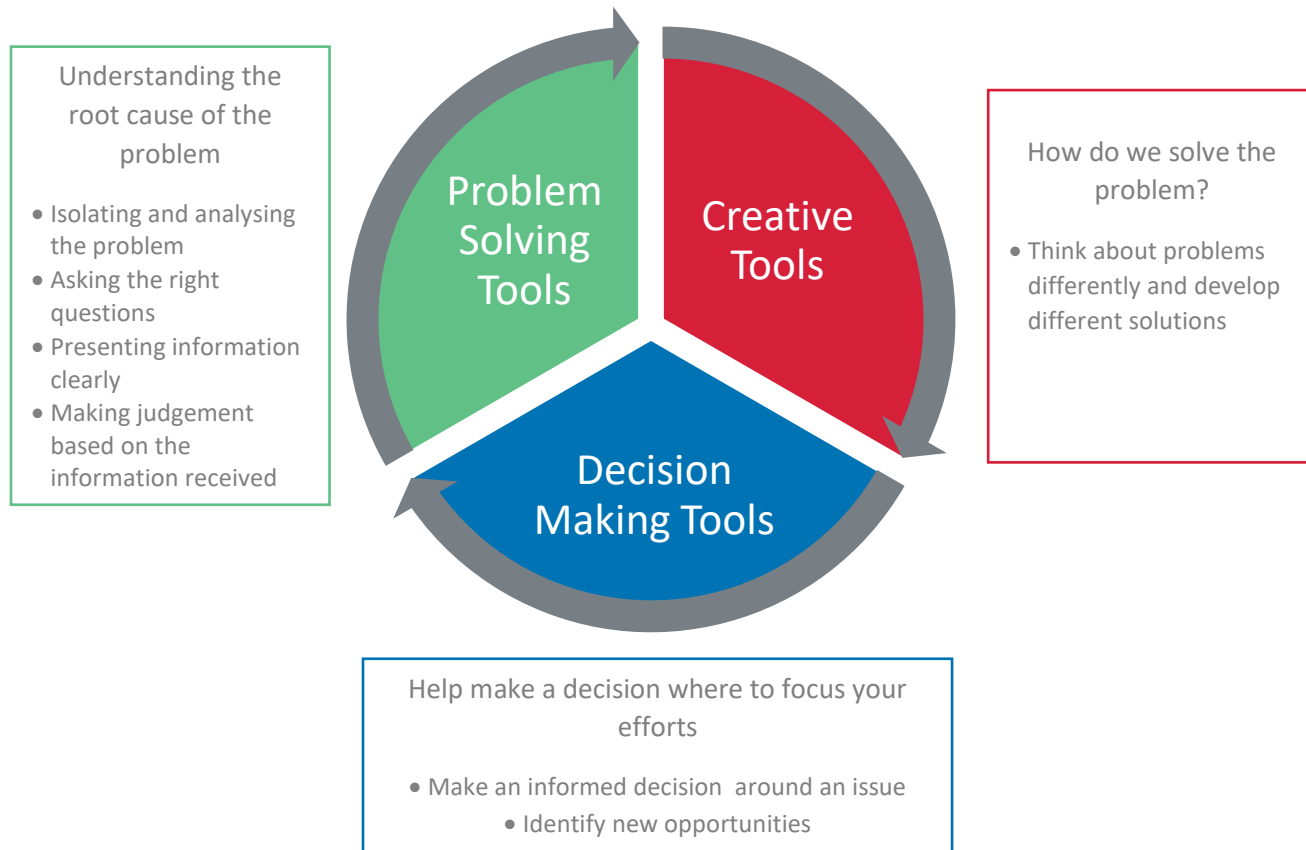 Understanding the
root cause of the
problem
• Isolating and analysing
the problem
• Asking the right
questions
• Presenting information
clearly
• Making judgement
based on the
information received
Problem
Solving
Tools
Creative
Tools
How do we solve the
problem?
• Think about problems
differently and develop
different solutions
Decision
Making Tools
Help make a decision where to focus your
efforts
• Make an informed decision  around an issue
• Identify new opportunities